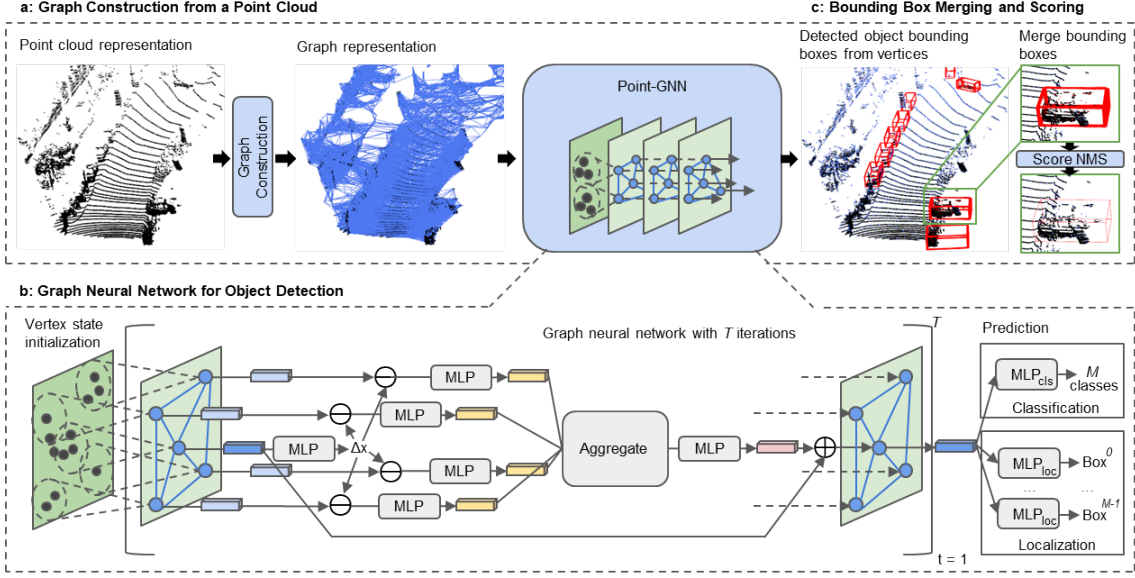 a: Graph Construction from a Point Cloud
c: Bounding Box Merging and Scoring
Point cloud representation
Graph representation
Detected object bounding
boxes from vertices
Merge bounding
boxes
Graph
Construction
Point-GNN
Score NMS
b: Graph Neural Network for Object Detection
Vertex state
initialization
Graph neural network with T iterations
T
Prediction
MLP
MLP
MLP
Δx
MLP
MLP
Aggregate
MLP
MLPcls
M
classes
Classification
MLPloc
Box0
...
...
MLPloc
BoxM-1
Localization
t = 1